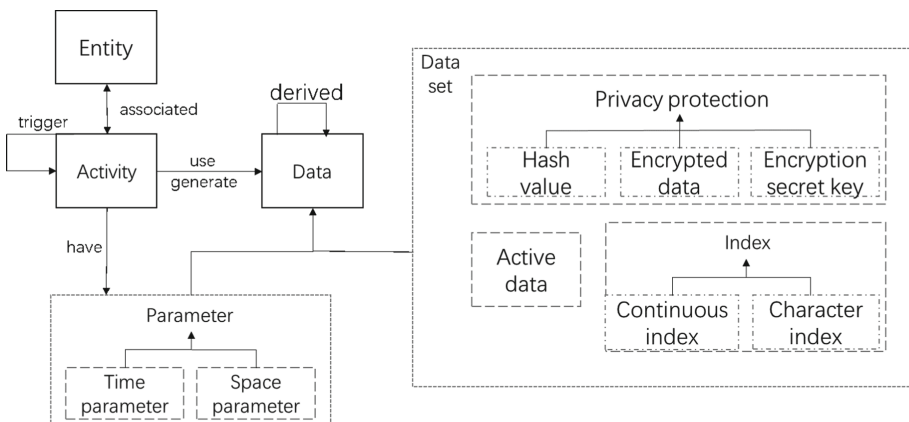 Entity
associated
trigger
Activity
use
generate
derived
Data
have
Parameter
Time
parameter
Space
parameter
Data
set
Privacy protection
Hash
value
Encrypted
data
Encryption
secret key
Active
data
Index
Continuous
index
Character
index